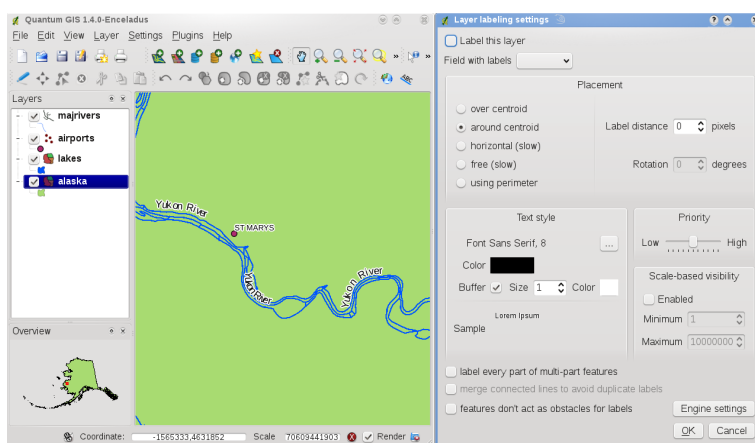 Quantum GIS 1.4.0-Enceladus
File Edit View Layer Settings Plugins Help
Layers
majrivers
airports
lakes
alaska
Overview
Yukon River
ST MARYS
Yukon River
Yukon River
Coordinate: -1565333,4631852 Scale 70609441903 Render
Layer labeling settings
Label this layer
Field with labels
Placement
over centroid
around centroid
horizontal (slow)
free (slow)
using perimeter
Label distance 0 pixels
Rotation 0 degrees
Text style
Font Sans Serif, 8 ...
Color
Buffer Size 1 Color
Lorem Ipsum
Sample
Priority
Low High
Scale-based visibility
Enabled
Minimum 1
Maximum 10000000
label every part of multi-part features
merge connected lines to avoid duplicate labels
features don't act as obstacles for labels
Engine settings
OK Cancel